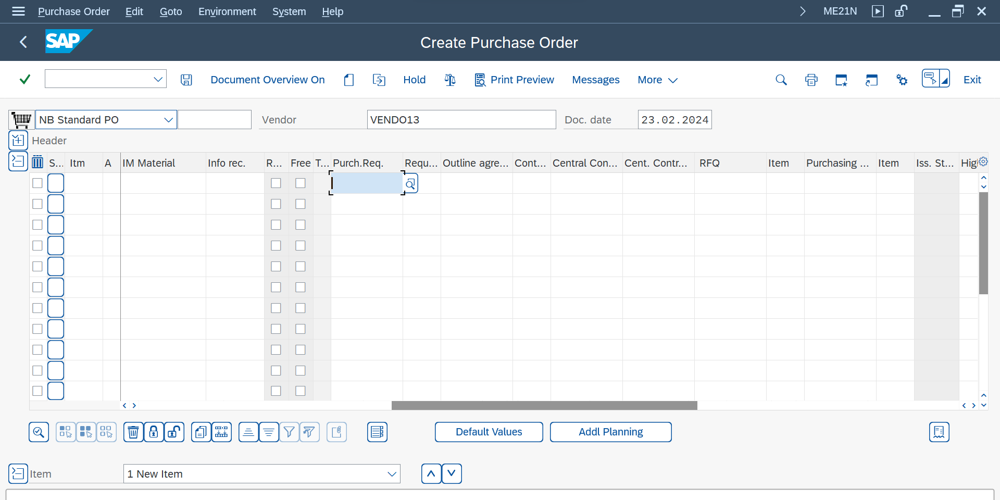 Purchase Order Edit Goto Environment System Help ME21N
SAP Create Purchase Order
Document Overview On Hold Print Preview Messages More Exit
NB Standard PO Vendor VENDO13 Doc. date 23.02.2024
Header
S... Itm A IM Material Info rec. R... Free T... Purch.Req. Requ... Outline agre... Cont... Central Con... Cent. Contr... RFQ Item Purchasing ... Item Iss. St... Hig
Default Values Addl Planning
Item 1 New Item